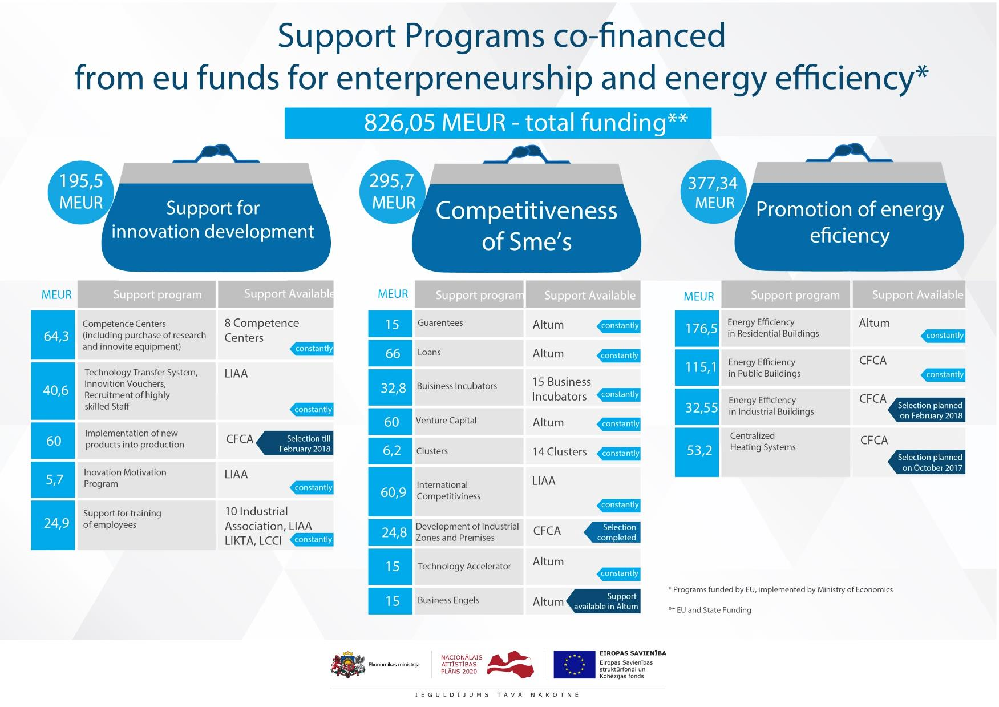 Support Programs co-financed
from eu funds for enterpreneurship and energy efficiency*
826,05 MEUR - total funding**
195,5
MEUR
Support for
innovation development
MEUR
Support program
Support Available
64,3
Competence Centers
(including purchase of research
and innovite equipment)
8 Competence
Centers
constantly
40,6
Technology Transfer System,
Innovition Vouchers,
Recruitment of highly
skilled Staff
LIAA
constantly
60
Implementation of new
products into production
CFCA
Selection till
February 2018
5,7
Inovation Motivation
Program
LIAA
constantly
24,9
Support for training
of employees
10 Industrial
Association, LIAA
LIKTA, LCCI
constantly
295,7
MEUR
Competitiveness
of Sme's
MEUR
Support program
Support Available
15
Guarentees
Altum
constantly
66
Loans
Altum
constantly
32,8
Buisiness Incubators
15 Business
Incubators
constantly
60
Venture Capital
Altum
constantly
6,2
Clusters
14 Clusters
constantly
60,9
International
Competitiviness
LIAA
constantly
24,8
Development of Industrial
Zones and Premises
CFCA
Selection
completed
15
Technology Accelerator
Altum
constantly
15
Business Engels
Altum
Support
available in Altum
377,34
MEUR
Promotion of energy
eficiency
MEUR
Support program
Support Available
176,5
Energy Efficiency
in Residential Buildings
Altum
constantly
115,1
Energy Efficiency
in Public Buildings
CFCA
constantly
32,55
Energy Efficiency
in Industrial Buildings
CFCA
Selection planned
on February 2018
53,2
Centralized
Heating Systems
CFCA
Selection planned
on October 2017
* Programs funded by EU, implemented by Ministry of Economics
** EU and State Funding
Ekonomikas ministrija
NACIONĀLAIS
ATTĪSTĪBAS
PLĀNS 2020
EIROPAS SAVIENĪBA
Eiropas Savienības
struktūrfondi un
Kohēzijas fonds
IEGULDĪJUMS TAVĀ NĀKOTNĒ